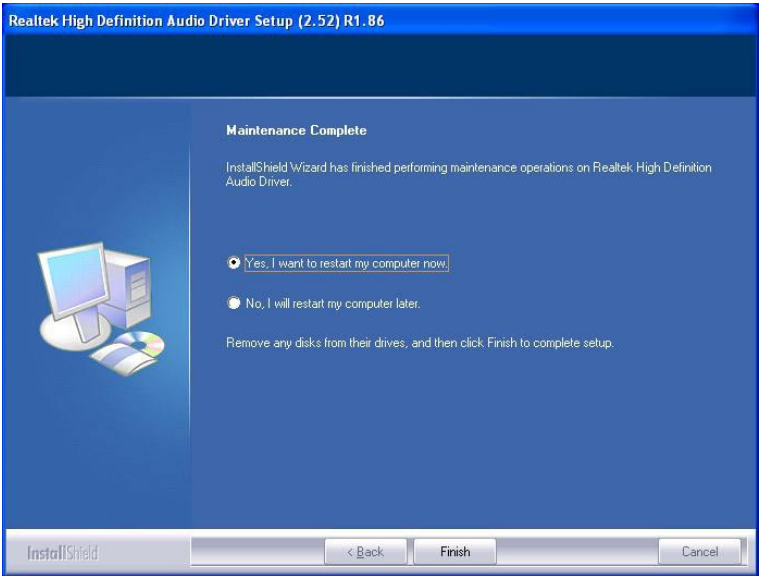 Realtek High Definition Audio Driver Setup (2.52) R1.86
Maintenance Complete
InstallShield Wizard has finished performing maintenance operations on Realtek High Definition
Audio Driver.
Yes, I want to restart my computer now.
No, I will restart my computer later.
Remove any disks from their drives, and then click Finish to complete setup.
InstallShield
< Back Finish Cancel